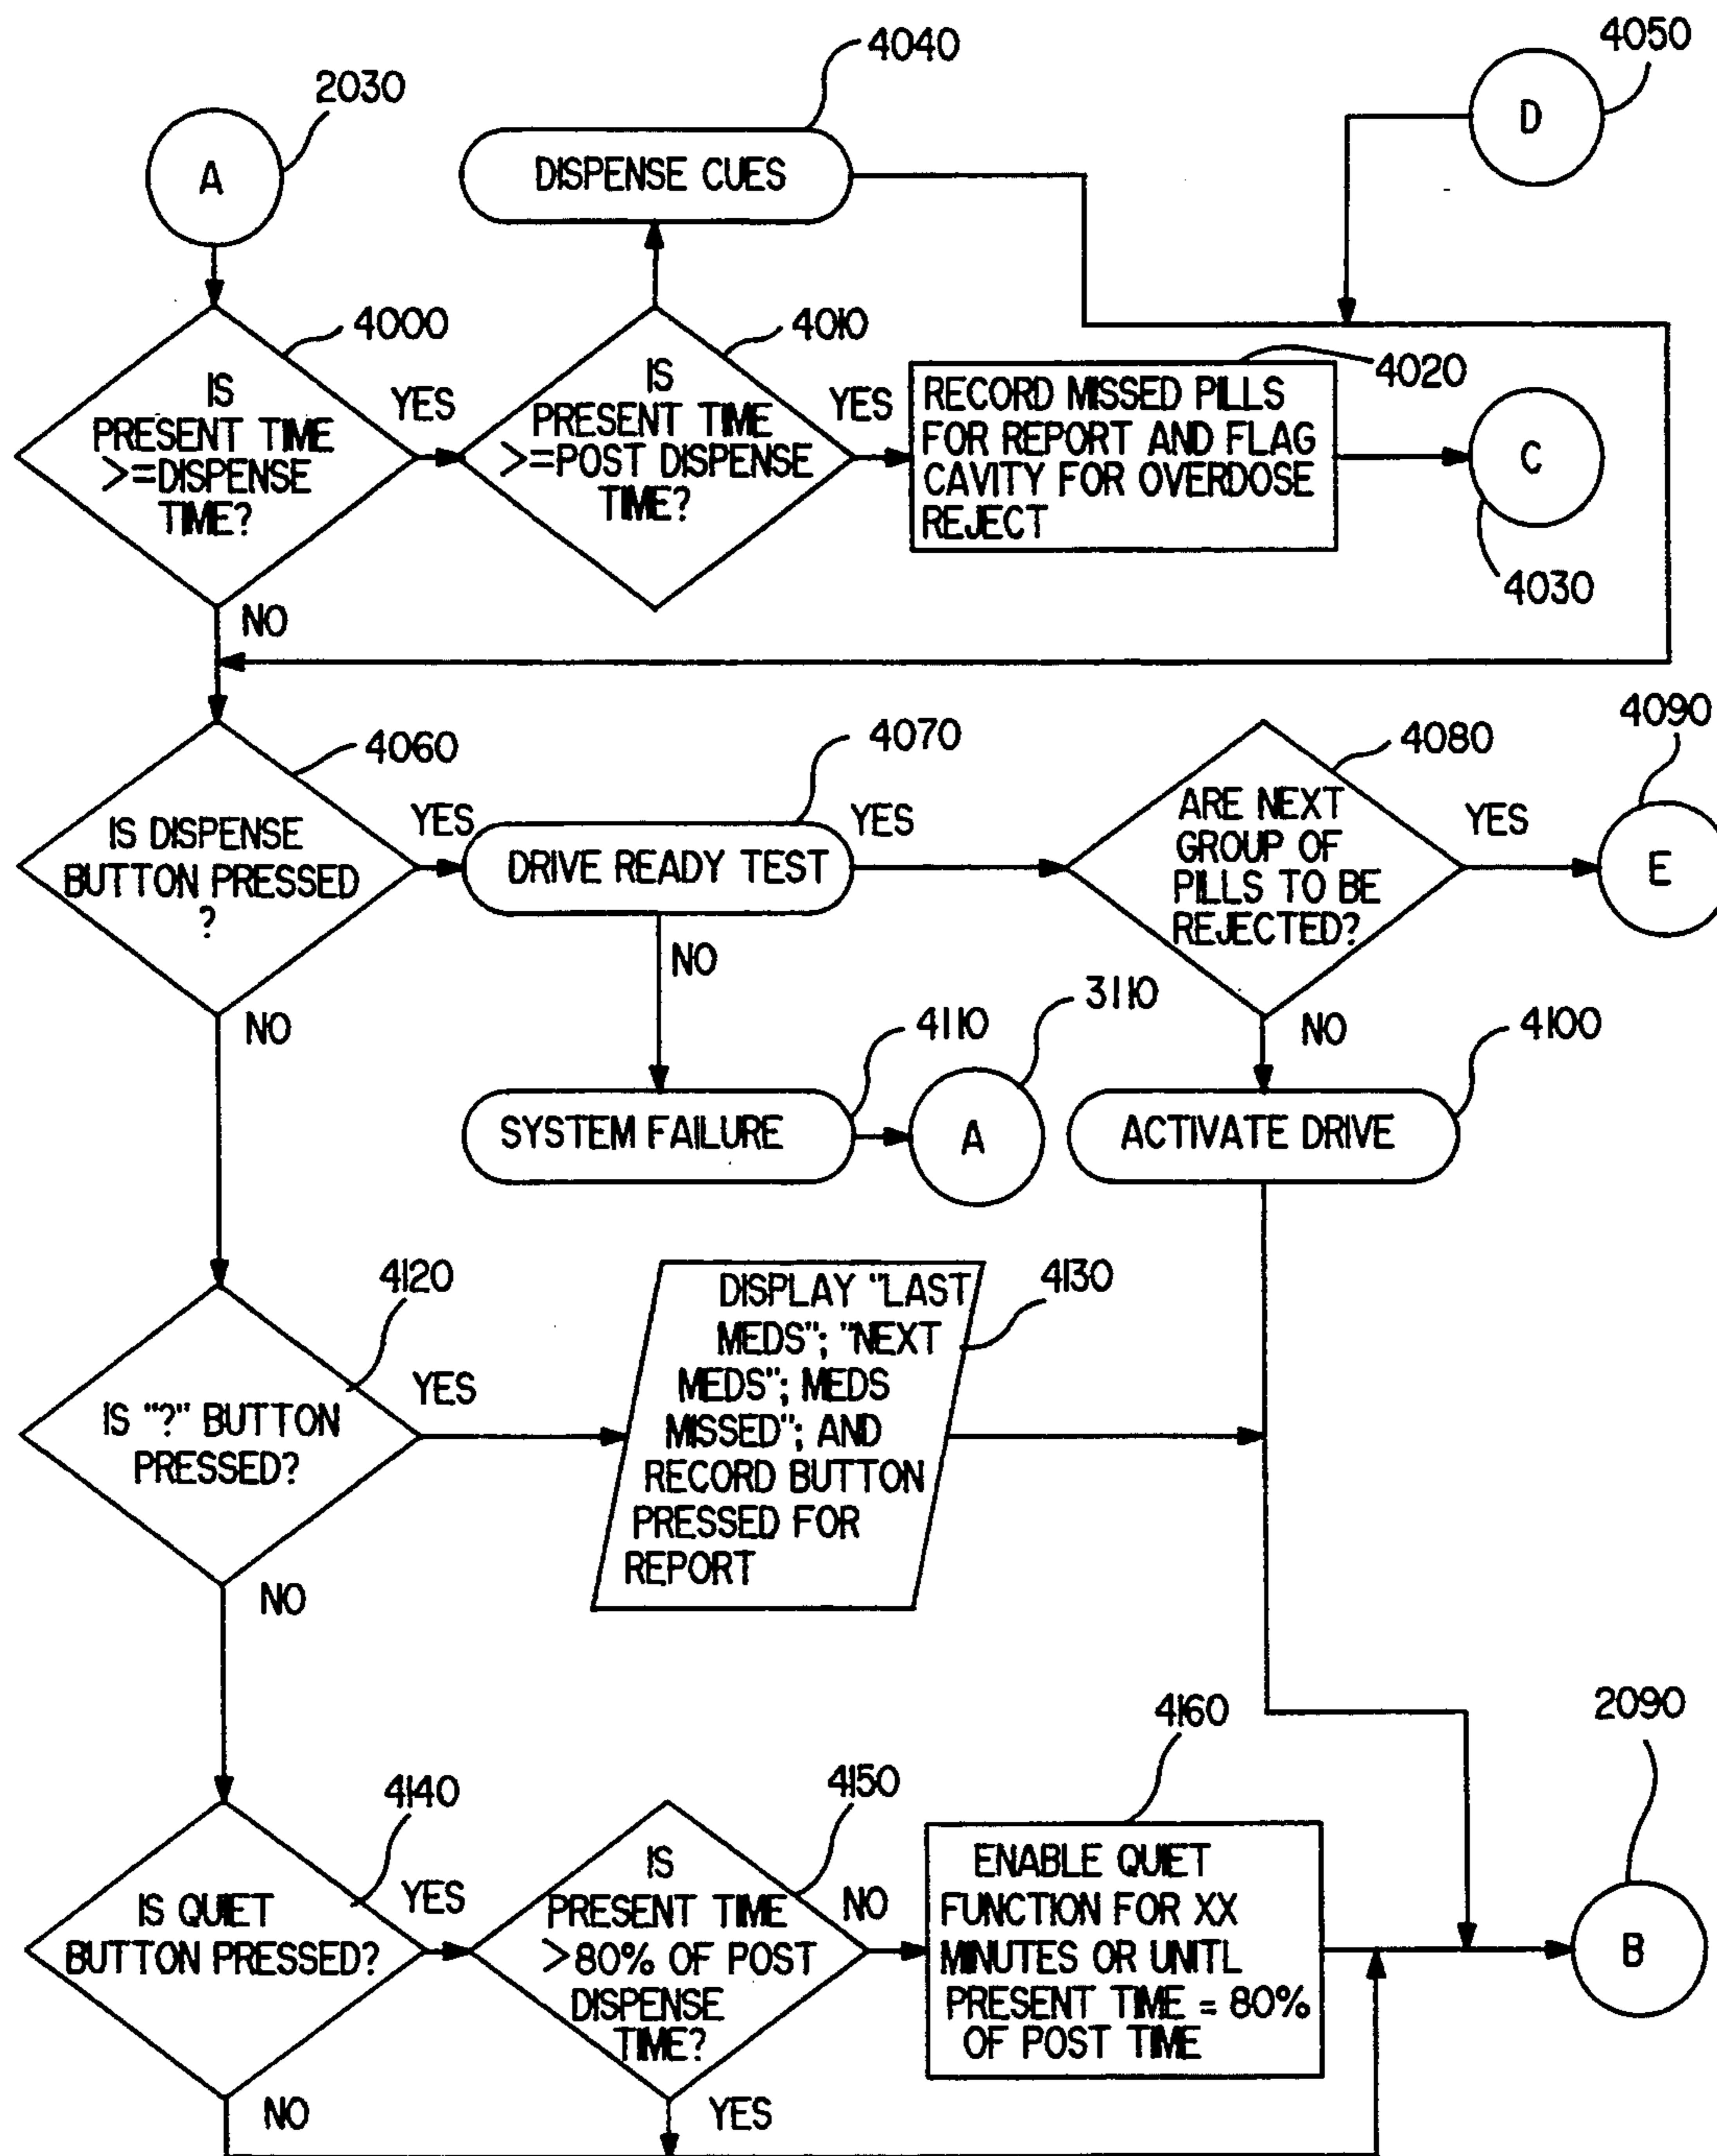 4040
4050
2030
D
A
DISPENSE CUES
4000
4010
4020
IS
PRESENT TIME
>=DISPENSE
TIME?
YES
IS
PRESENT TIME
>=POST DISPENSE
TIME?
YES
RECORD MISSED PILLS
FOR REPORT AND FLAG
CAVITY FOR OVERDOSE
REJECT
C
4030
NO
4060
4070
4080
4090
IS DISPENSE
BUTTON PRESSED
?
YES
DRIVE READY TEST
YES
ARE NEXT
GROUP OF
PILLS TO BE
REJECTED?
YES
E
NO
NO
NO
4110
3110
4100
SYSTEM FAILURE
A
ACTIVATE DRIVE
4120
4130
IS "?" BUTTON
PRESSED?
YES
DISPLAY "LAST
MEDS"; "NEXT
MEDS"; MEDS
MISSED"; AND
RECORD BUTTON
PRESSED FOR
REPORT
NO
4140
4150
4160
2090
IS QUIET
BUTTON PRESSED?
YES
IS
PRESENT TIME
>80% OF POST
DISPENSE
TIME?
NO
ENABLE QUIET
FUNCTION FOR XX
MINUTES OR UNITL
PRESENT TIME = 80%
OF POST TIME
B
NO
YES